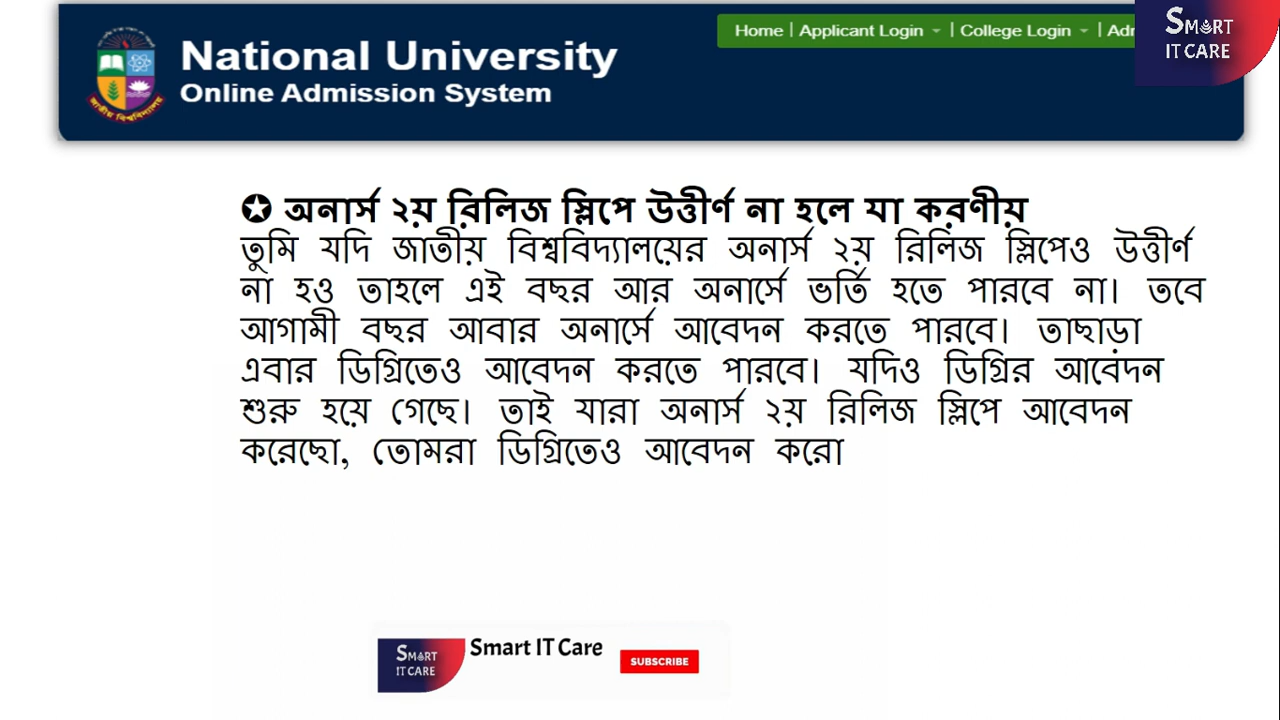 Home | Applicant Login | College Login | Adr
SMART
IT CARE
National University
Online Admission System
জাতীয় বিশ্ববিদ্যালয়
✪ অনার্স ২য় রিলিজ স্লিপে উত্তীর্ণ না হলে যা করণীয়
তুমি যদি জাতীয় বিশ্ববিদ্যালয়ের অনার্স ২য় রিলিজ স্লিপেও উত্তীর্ণ
না হও তাহলে এই বছর আর অনার্সে ভর্তি হতে পারবে না। তবে
আগামী বছর আবার অনার্সে আবেদন করতে পারবে। তাছাড়া
এবার ডিগ্রিতেও আবেদন করতে পারবে। যদিও ডিগ্রির আবেদন
শুরু হয়ে গেছে। তাই যারা অনার্স ২য় রিলিজ স্লিপে আবেদন
করেছো, তোমরা ডিগ্রিতেও আবেদন করো
SMART
IT CARE
Smart IT Care
SUBSCRIBE